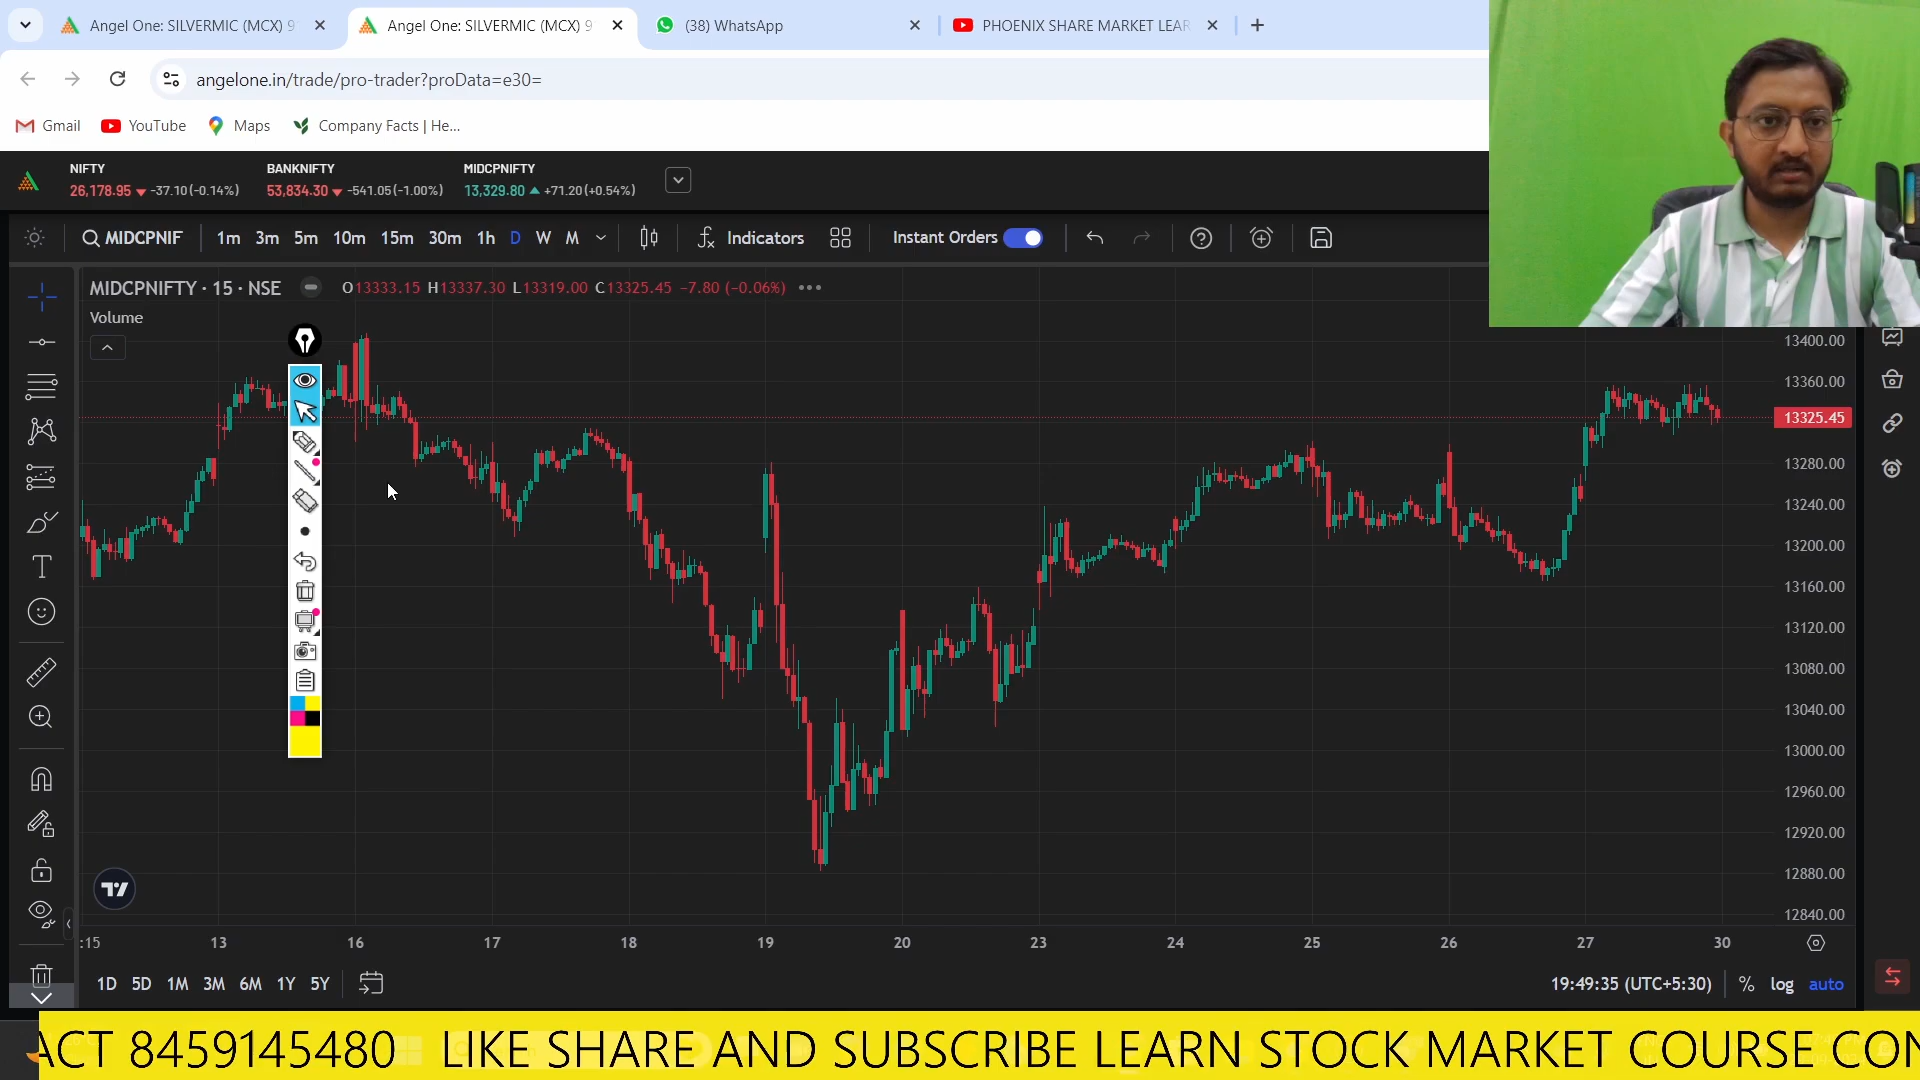 Angel One: SILVERMIC (MCX) 9
Angel One: SILVERMIC (MCX) 9
(38) WhatsApp
PHOENIX SHARE MARKET LEAR
angelone.in/trade/pro-trader?proData=e30=
Gmail
YouTube
Maps
Company Facts | He...
NIFTY
26,178.95 -37.10(-0.14%)
BANKNIFTY
53,834.30 -541.05(-1.00%)
MIDCPNIFTY
13,329.80 +71.20(+0.54%)
MIDCPNIF
1m 3m 5m 10m 15m 30m 1h D W M
Indicators
Instant Orders
MIDCPNIFTY · 15 · NSE
O13333.15 H13337.30 L13319.00 C13325.45 −7.80 (−0.06%)
Volume
13400.00
13360.00
13325.45
13280.00
13240.00
13200.00
13160.00
13120.00
13080.00
13040.00
13000.00
12960.00
12920.00
12880.00
12840.00
:15 13 16 17 18 19 20 23 24 25 26 27 30
1D 5D 1M 3M 6M 1Y 5Y
19:49:35 (UTC+5:30)
% log auto
ACT 8459145480 LIKE SHARE AND SUBSCRIBE LEARN STOCK MARKET COURSE CON